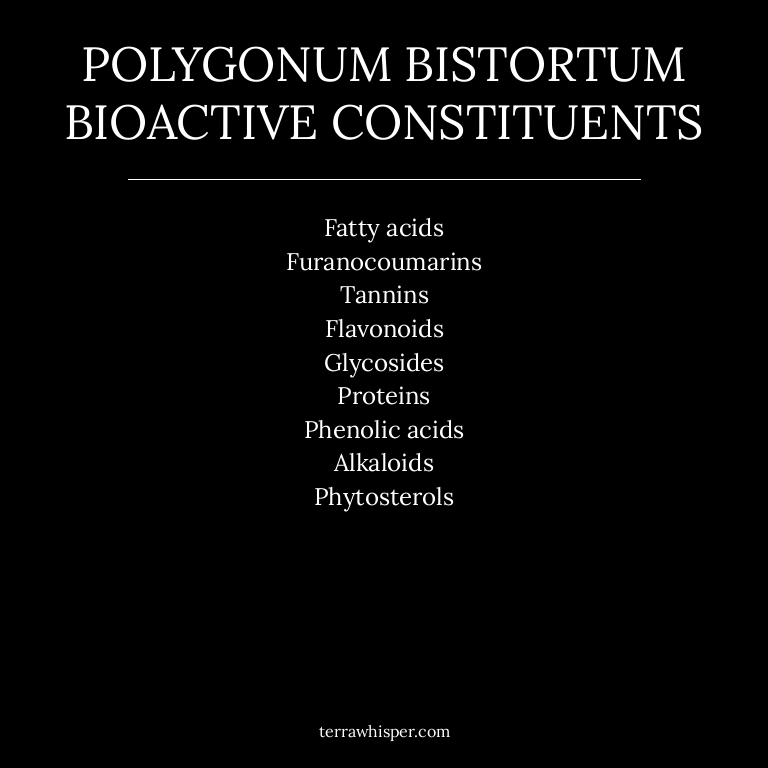 POLYGONUM BISTORTUM
BIOACTIVE CONSTITUENTS
Fatty acids
Furanocoumarins
Tannins
Flavonoids
Glycosides
Proteins
Phenolic acids
Alkaloids
Phytosterols
terrawhisper.com